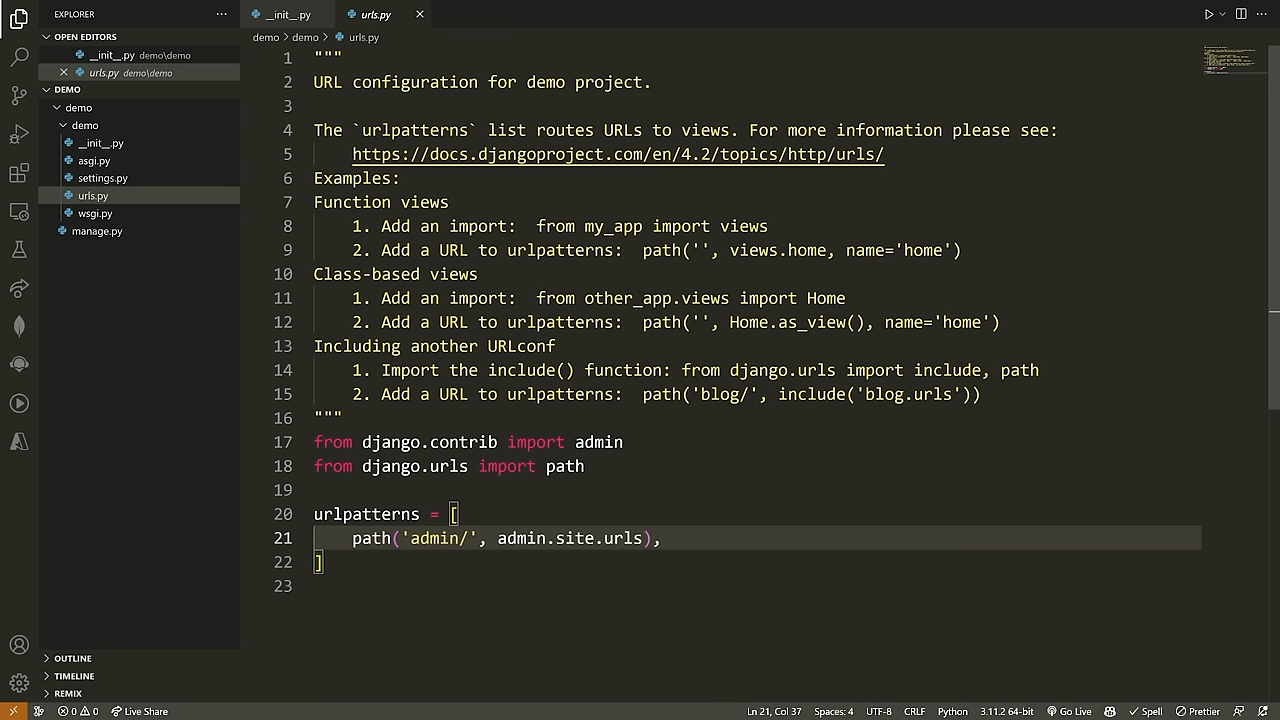 EXPLORER
OPEN EDITORS
__init__.py demo\demo
urls.py demo\demo
DEMO
demo
demo
__init__.py
asgi.py
settings.py
urls.py
wsgi.py
manage.py
OUTLINE
TIMELINE
REMIX
__init__.py
urls.py
demo > demo > urls.py
1 """
2 URL configuration for demo project.
3
4 The `urlpatterns` list routes URLs to views. For more information please see:
5     https://docs.djangoproject.com/en/4.2/topics/http/urls/
6 Examples:
7 Function views
8     1. Add an import:  from my_app import views
9     2. Add a URL to urlpatterns:  path('', views.home, name='home')
10 Class-based views
11     1. Add an import:  from other_app.views import Home
12     2. Add a URL to urlpatterns:  path('', Home.as_view(), name='home')
13 Including another URLconf
14     1. Import the include() function: from django.urls import include, path
15     2. Add a URL to urlpatterns:  path('blog/', include('blog.urls'))
16 """
17 from django.contrib import admin
18 from django.urls import path
19
20 urlpatterns = [
21     path('admin/', admin.site.urls),
22 ]
23
0 0 Live Share Ln 21, Col 37 Spaces: 4 UTF-8 CRLF Python 3.11.2 64-bit Go Live Spell Prettier